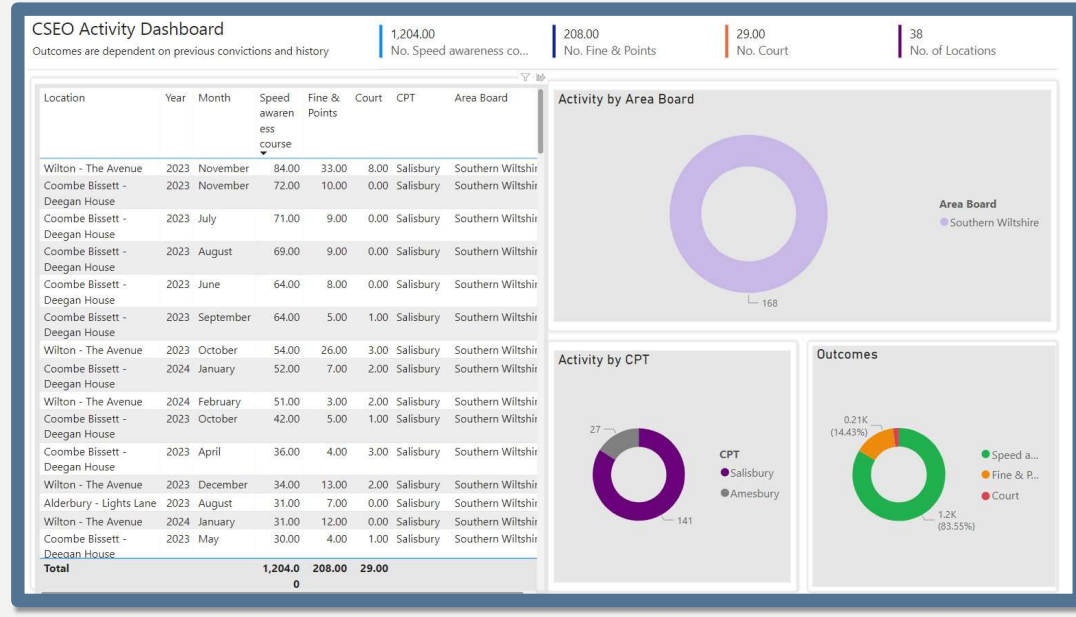 CSEO Activity Dashboard
Outcomes are dependent on previous convictions and history
1,204.00
No. Speed awareness co...
208.00
No. Fine & Points
29.00
No. Court
38
No. of Locations
Location Year Month Speed awaren ess course Fine & Points Court CPT Area Board
Wilton - The Avenue 2023 November 84.00 33.00 8.00 Salisbury Southern Wiltshir
Coombe Bissett - Deegan House 2023 November 72.00 10.00 0.00 Salisbury Southern Wiltshir
Coombe Bissett - Deegan House 2023 July 71.00 9.00 0.00 Salisbury Southern Wiltshir
Coombe Bissett - Deegan House 2023 August 69.00 9.00 0.00 Salisbury Southern Wiltshir
Coombe Bissett - Deegan House 2023 June 64.00 8.00 0.00 Salisbury Southern Wiltshir
Coombe Bissett - Deegan House 2023 September 64.00 5.00 1.00 Salisbury Southern Wiltshir
Wilton - The Avenue 2023 October 54.00 26.00 3.00 Salisbury Southern Wiltshir
Coombe Bissett - Deegan House 2024 January 52.00 7.00 2.00 Salisbury Southern Wiltshir
Wilton - The Avenue 2024 February 51.00 3.00 2.00 Salisbury Southern Wiltshir
Coombe Bissett - Deegan House 2023 October 42.00 5.00 1.00 Salisbury Southern Wiltshir
Coombe Bissett - Deegan House 2023 April 36.00 4.00 3.00 Salisbury Southern Wiltshir
Wilton - The Avenue 2023 December 34.00 13.00 2.00 Salisbury Southern Wiltshir
Alderbury - Lights Lane 2023 August 31.00 7.00 0.00 Salisbury Southern Wiltshir
Wilton - The Avenue 2024 January 31.00 12.00 0.00 Salisbury Southern Wiltshir
Coombe Bissett - Deegan House 2023 May 30.00 4.00 1.00 Salisbury Southern Wiltshir
Total 1,204.0 0 208.00 29.00
Activity by Area Board
168
Area Board
Southern Wiltshire
Activity by CPT
27
141
CPT
Salisbury
Amesbury
Outcomes
0.21K
(14.43%)
1.2K
(83.55%)
Speed a...
Fine & P...
Court